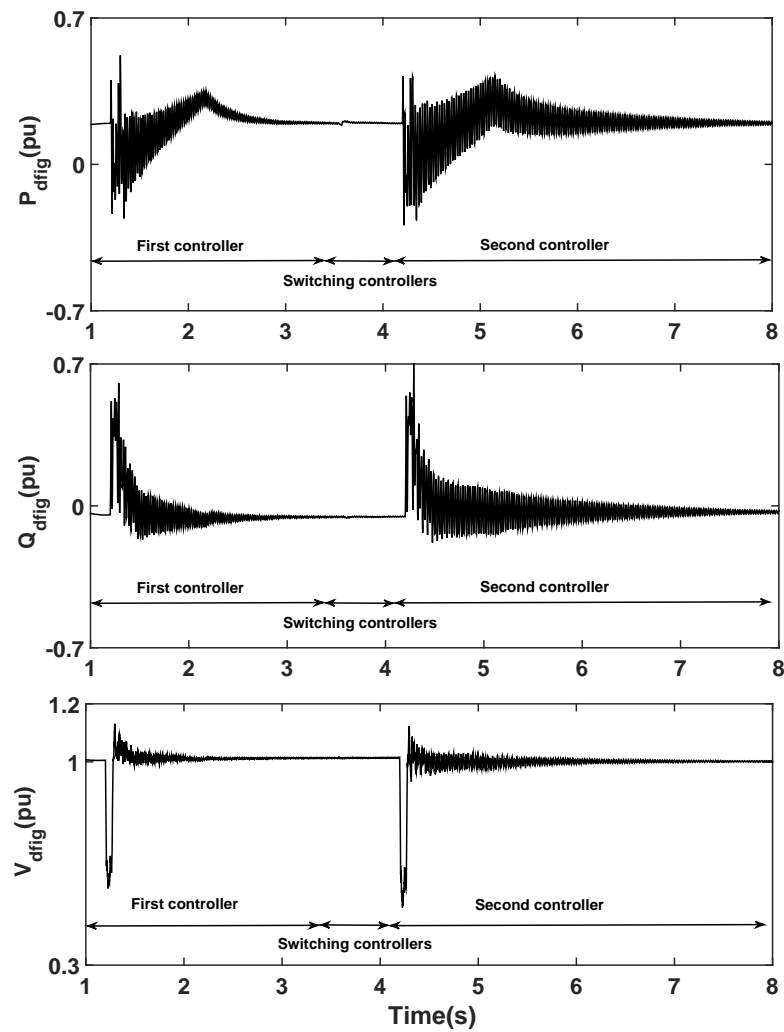 0.7
P_dfig(pu)
0
First controller
Second controller
Switching controllers
-0.7
1 2 3 4 5 6 7 8
0.7
Q_dfig(pu)
0
First controller
Second controller
Switching controllers
-0.7
1 2 3 4 5 6 7 8
1.2
1
V_dfig(pu)
First controller
Second controller
Switching controllers
0.3
1 2 3 4 5 6 7 8
Time(s)